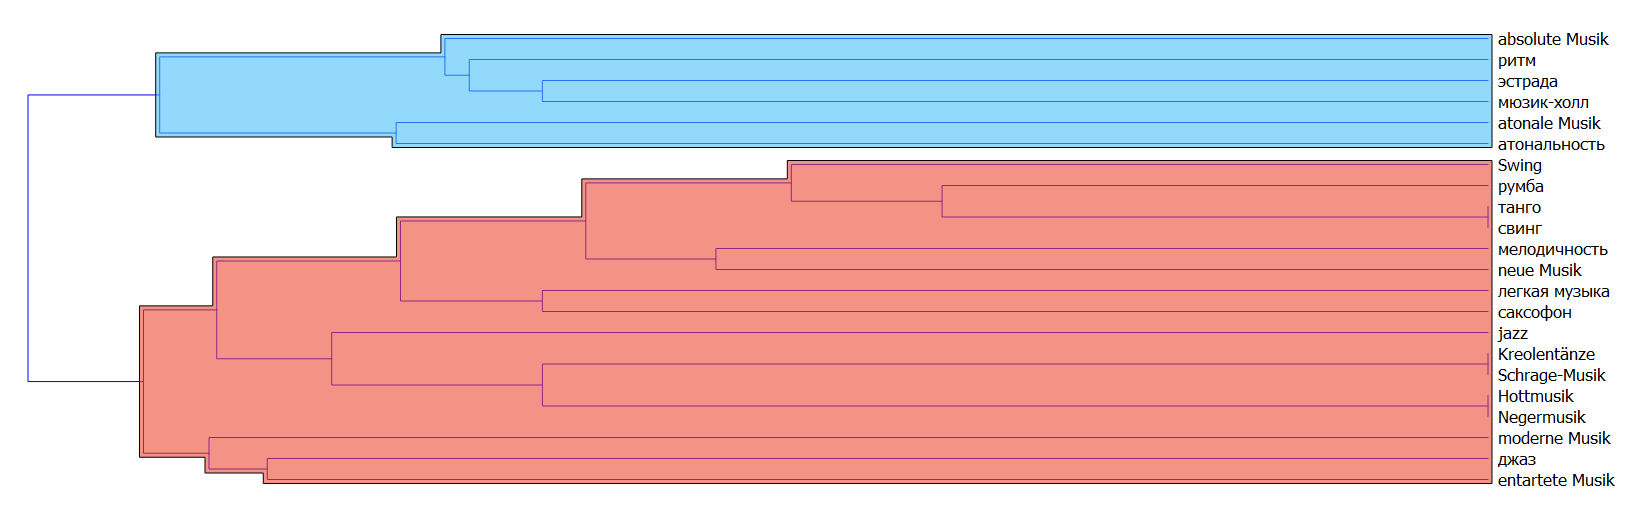 absolute Musik
ритм
эстрада
мюзик-холл
atonale Musik
атональность
Swing
румба
танго
свинг
мелодичность
neue Musik
легкая музыка
саксофон
jazz
Kreolentänze
Schrage-Musik
Hottmusik
Negermusik
moderne Musik
джаз
entartete Musik